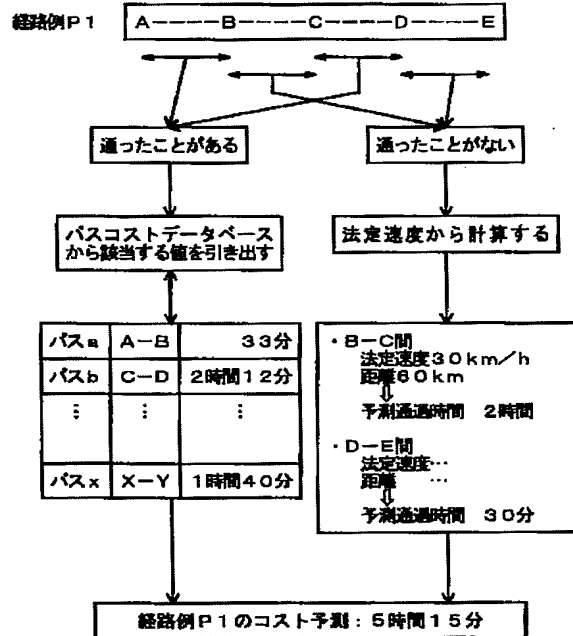 経路例P1
A----B----C----D----E
通ったことがある
通ったことがない
パスコストデータベース
から該当する値を引き出す
法定速度から計算する
パスa A-B 33分
パスb C-D 2時間12分
⋮ ⋮ ⋮
パスx X-Y 1時間40分
・B-C間
法定速度30km/h
距離60km
⇩
予測通過時間 2時間
・D-E間
法定速度…
距離 …
⇩
予測通過時間 30分
経路例P1のコスト予測:5時間15分